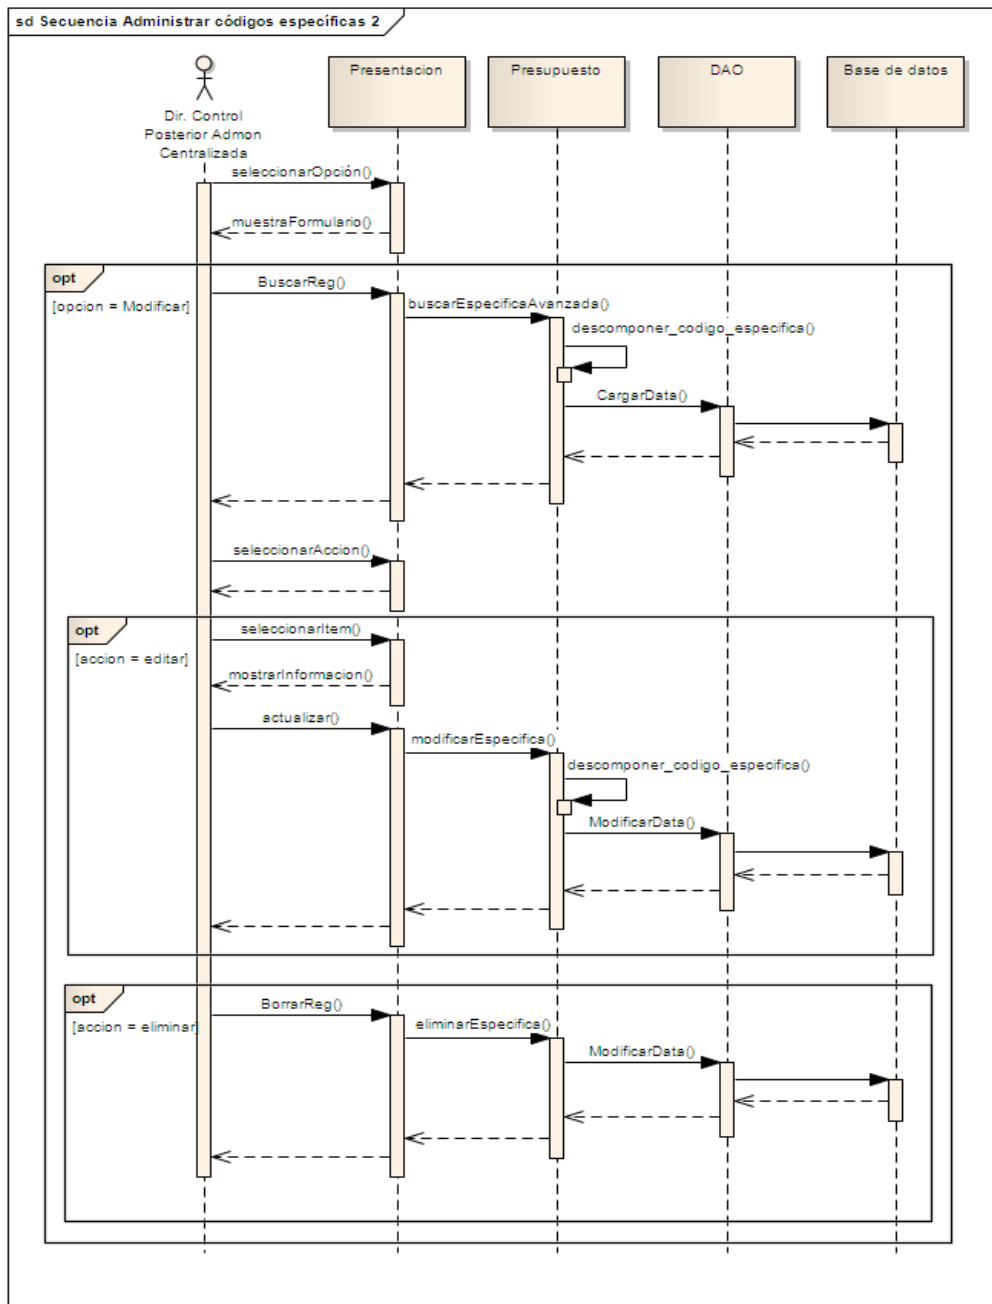 sd Secuencia Administrar códigos específicas 2
Presentacion
Presupuesto
DAO
Base de datos
Dir. Control
Posterior Admon
Centralizada
seleccionarOpción()
muestraFormulario()
opt
[opcion = Modificar]
BuscarReg()
buscarEspecificaAvanzada()
descomponer_codigo_especifica()
CargarData()
seleccionarAccion()
opt
[accion = editar]
seleccionarItem()
mostrarInformacion()
actualizar()
modificarEspecifica()
descomponer_codigo_especifica()
ModificarData()
opt
[accion = eliminar]
BorrarReg()
eliminarEspecifica()
ModificarData()